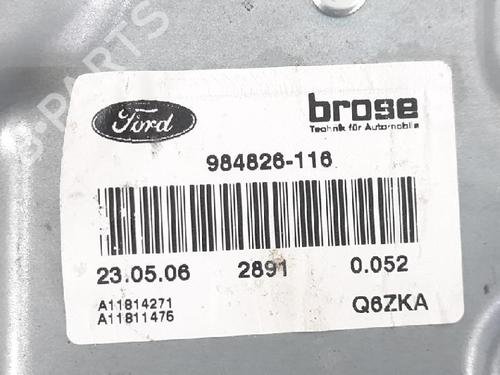 B-PARTS
Ford
brose
Technik für Automobile
984826-116
23.05.06 2891 0.052
A11814271
A11811476
Q6ZKA